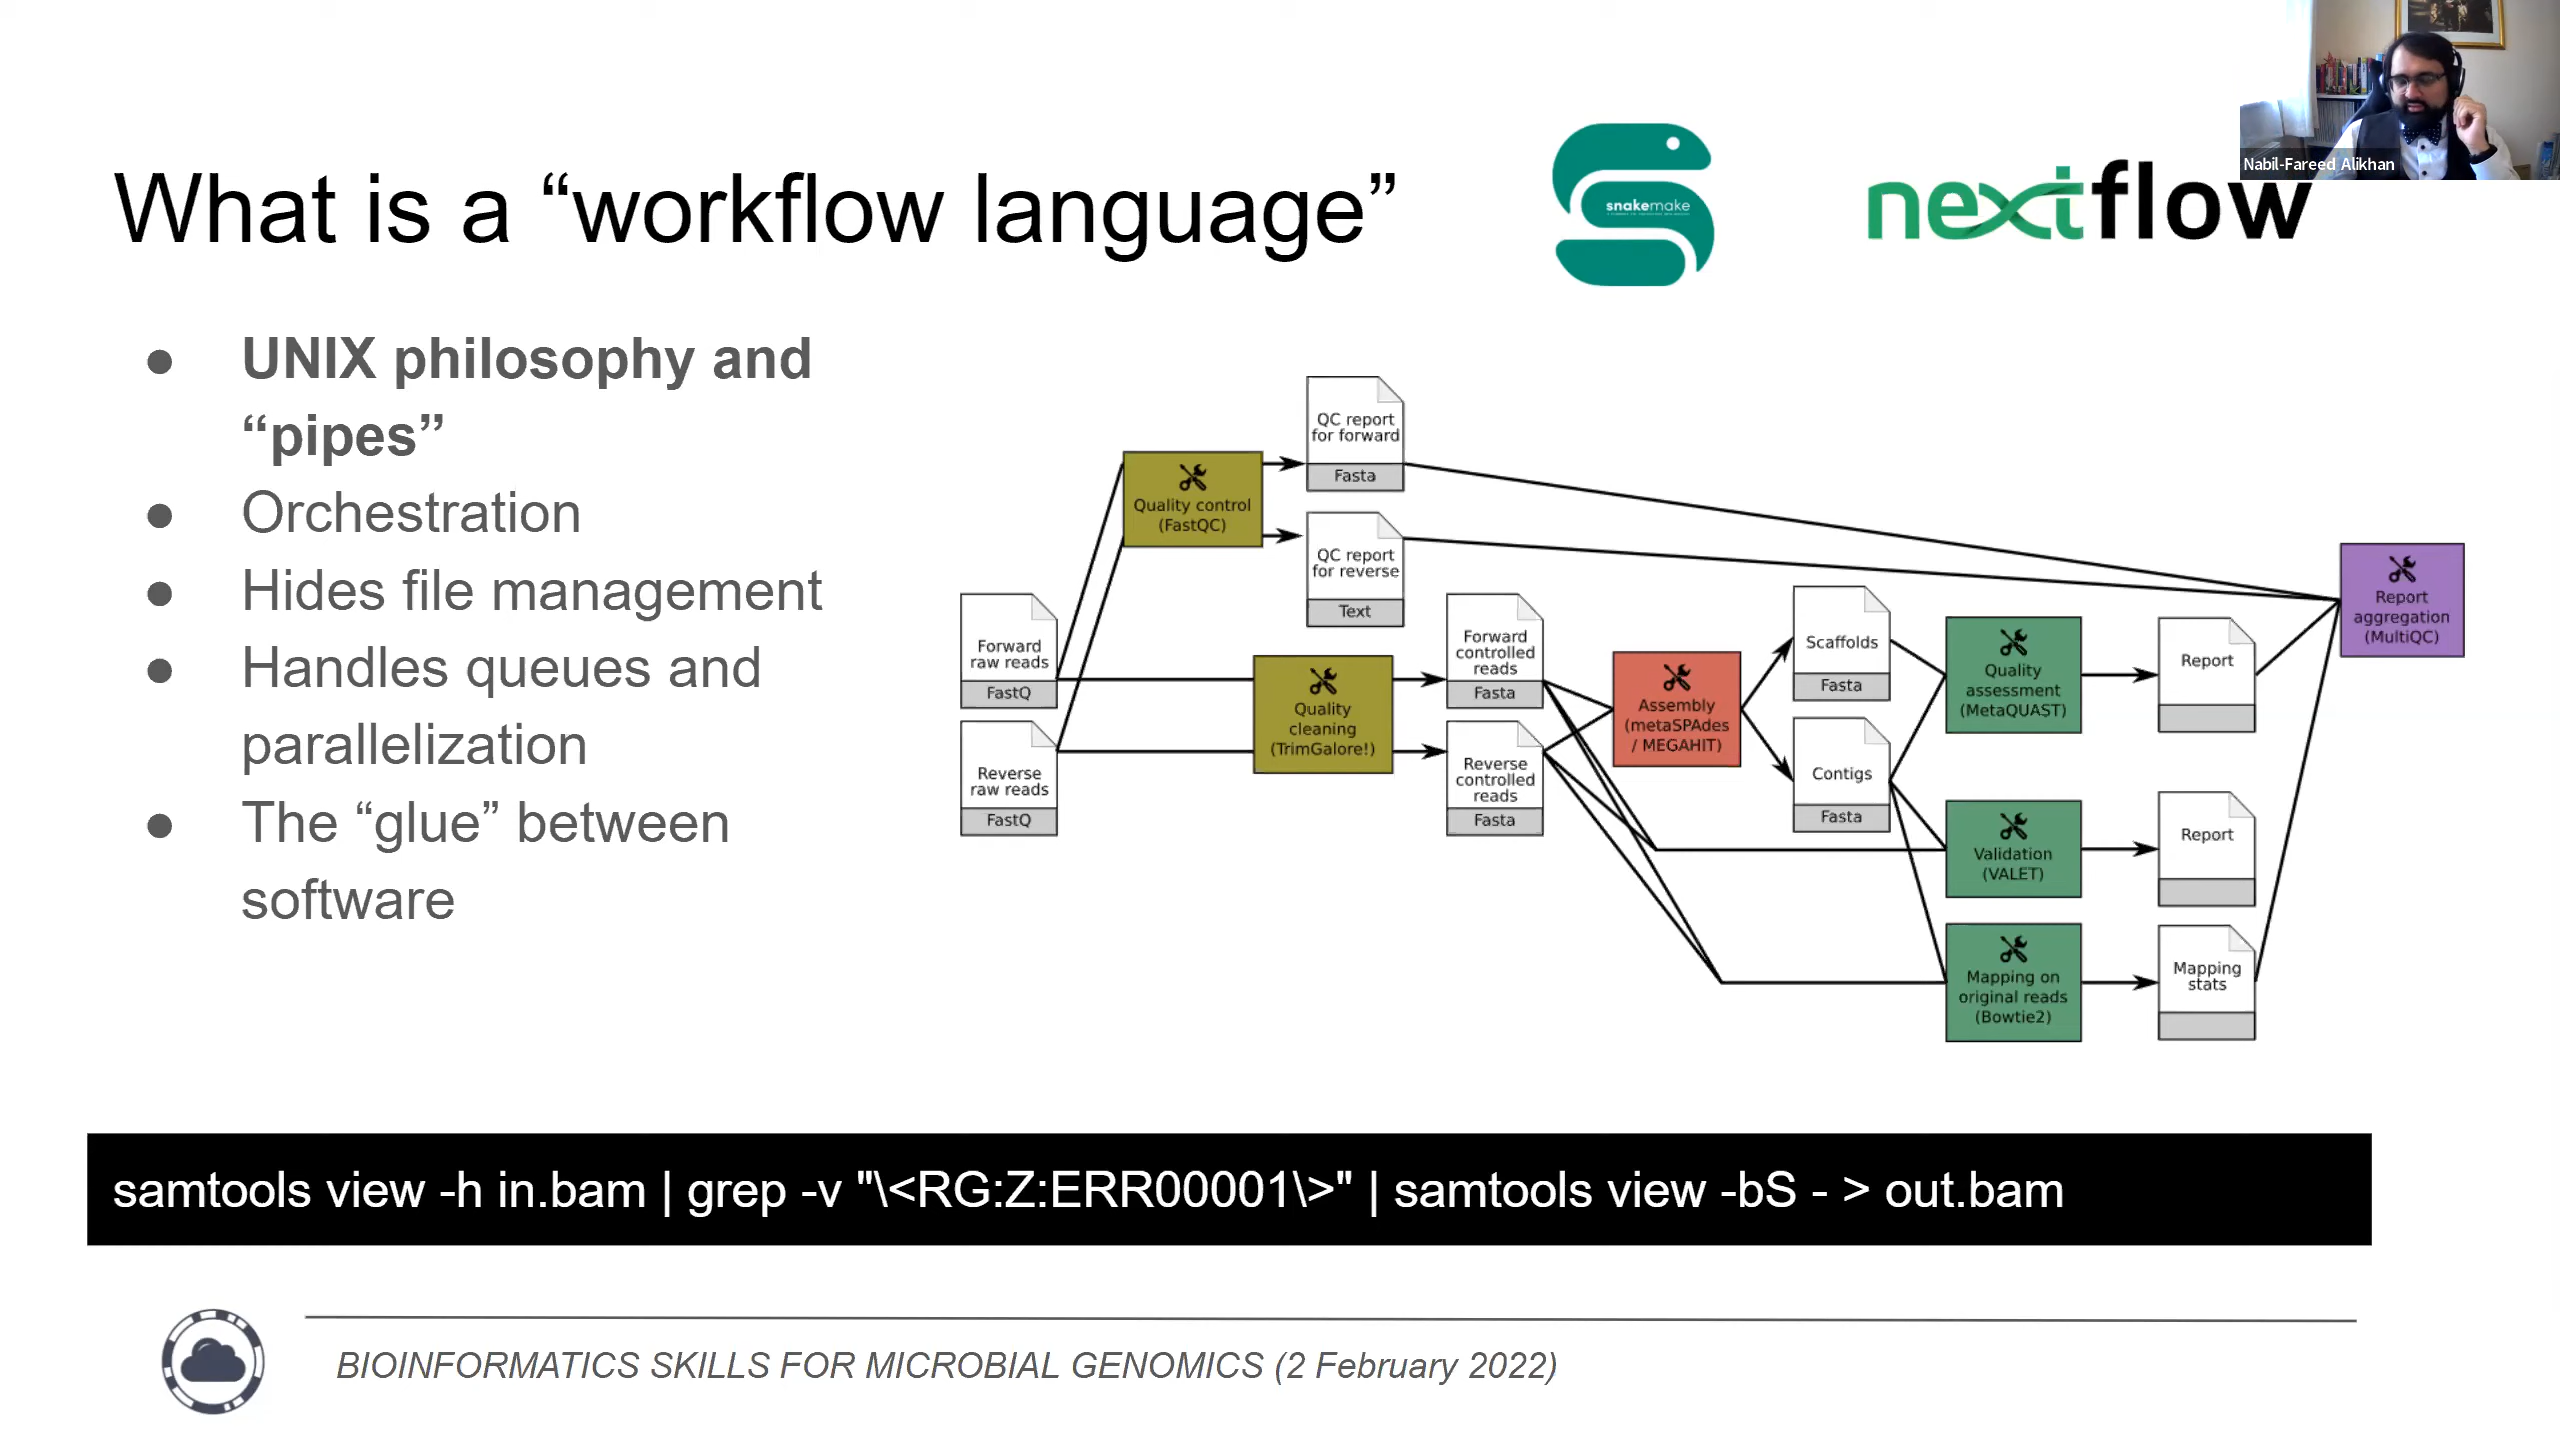 Nabil-Fareed Alikhan
What is a “workflow language”
snakemake
nextflow
● UNIX philosophy and
“pipes”
● Orchestration
● Hides file management
● Handles queues and
parallelization
● The “glue” between
software
QC report
for forward
Fasta
Quality control
(FastQC)
QC report
for reverse
Text
Forward
raw reads
FastQ
Reverse
raw reads
FastQ
Quality
cleaning
(TrimGalore!)
Forward
controlled
reads
Fasta
Reverse
controlled
reads
Fasta
Assembly
(metaSPAdes
/ MEGAHIT)
Scaffolds
Fasta
Contigs
Fasta
Quality
assessment
(MetaQUAST)
Report
Validation
(VALET)
Report
Mapping on
original reads
(Bowtie2)
Mapping
stats
Report
aggregation
(MultiQC)
samtools view -h in.bam | grep -v "\<RG:Z:ERR00001\>" | samtools view -bS - > out.bam
BIOINFORMATICS SKILLS FOR MICROBIAL GENOMICS (2 February 2022)